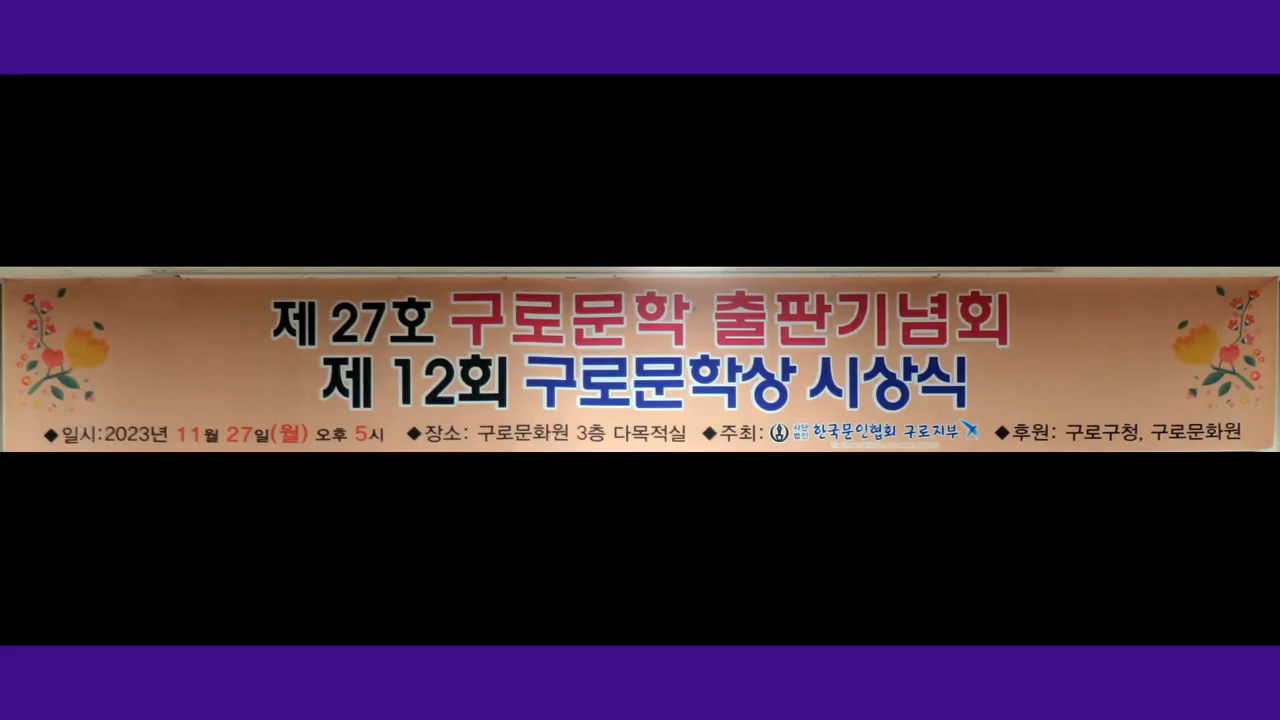 제 27호 구로문학 출판기념회
제 12회 구로문학상 시상식
◆일시:2023년 11월 27일(월) 오후 5시 ◆장소: 구로문화원 3층 다목적실 ◆주최: 사단법인 한국문인협회 구로지부 ◆후원: 구로구청, 구로문화원